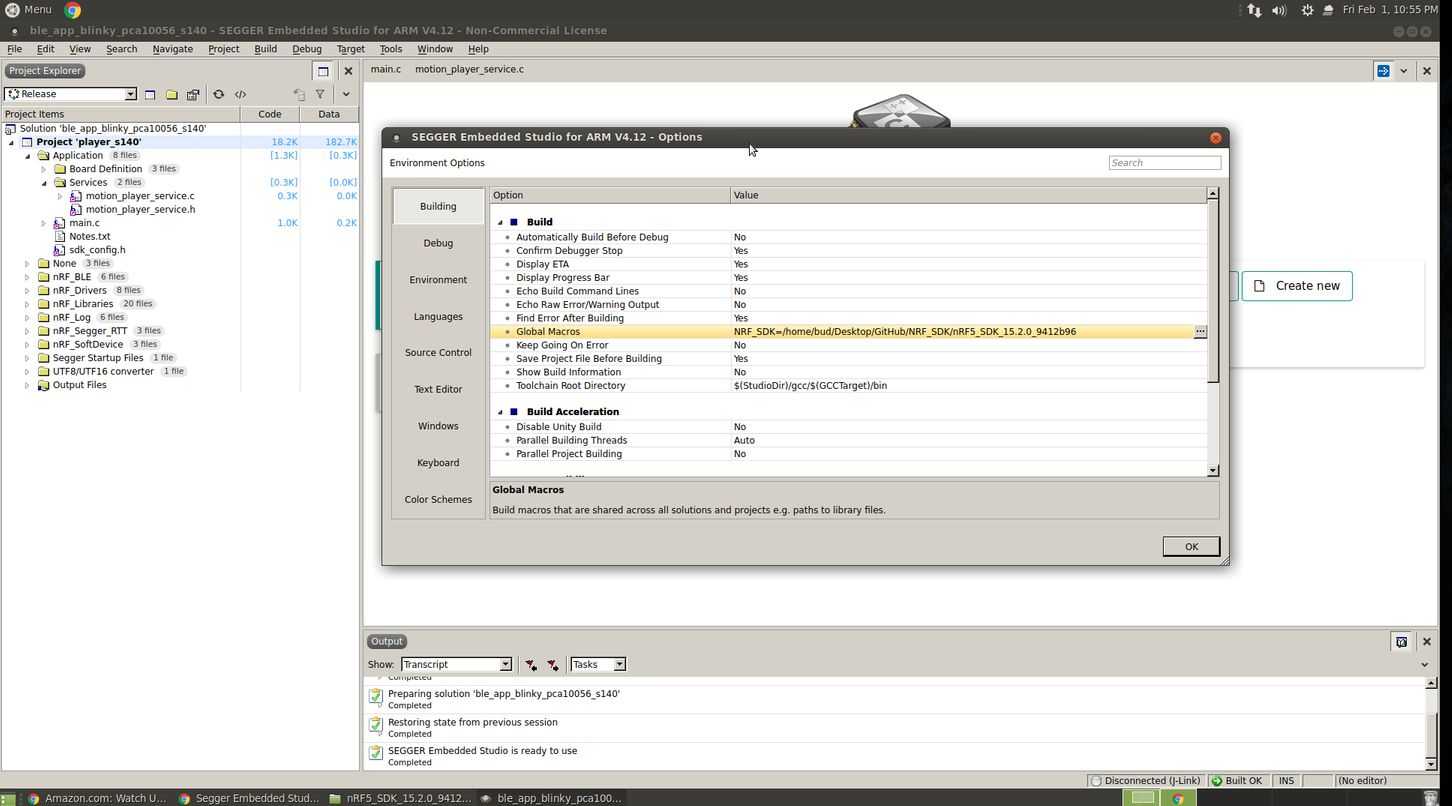 Menu
Fri Feb 1, 10:55 PM
ble_app_blinky_pca10056_s140 - SEGGER Embedded Studio for ARM V4.12 - Non-Commercial License
File Edit View Search Navigate Project Build Debug Target Tools Window Help
Project Explorer
main.c motion_player_service.c
Release
Project Items Code Data
Solution 'ble_app_blinky_pca10056_s140'
Project 'player_s140' 18.2K 182.7K
Application 8 files [1.3K] [0.3K]
Board Definition 3 files
Services 2 files [0.3K] [0.0K]
motion_player_service.c 0.3K 0.0K
motion_player_service.h
main.c 1.0K 0.2K
Notes.txt
sdk_config.h
None 3 files
nRF_BLE 6 files
nRF_Drivers 8 files
nRF_Libraries 20 files
nRF_Log 6 files
nRF_Segger_RTT 3 files
nRF_SoftDevice 3 files
Segger Startup Files 1 file
UTF8/UTF16 converter 1 file
Output Files
SEGGER Embedded Studio for ARM V4.12 - Options
Environment Options
Search
Building
Debug
Environment
Languages
Source Control
Text Editor
Windows
Keyboard
Color Schemes
Option Value
Build
Automatically Build Before Debug No
Confirm Debugger Stop Yes
Display ETA Yes
Display Progress Bar Yes
Echo Build Command Lines No
Echo Raw Error/Warning Output No
Find Error After Building Yes
Global Macros NRF_SDK=/home/bud/Desktop/GitHub/NRF_SDK/nRF5_SDK_15.2.0_9412b96
Keep Going On Error No
Save Project File Before Building Yes
Show Build Information No
Toolchain Root Directory $(StudioDir)/gcc/$(GCCTarget)/bin
Build Acceleration
Disable Unity Build No
Parallel Building Threads Auto
Parallel Project Building No
Global Macros
Build macros that are shared across all solutions and projects e.g. paths to library files.
OK
Create new
Output
Show: Transcript Tasks
Completed
Preparing solution 'ble_app_blinky_pca10056_s140'
Completed
Restoring state from previous session
Completed
SEGGER Embedded Studio is ready to use
Completed
Disconnected (J-Link) Built OK INS (No editor)
Amazon.com: Watch U... Segger Embedded Stud... nRF5_SDK_15.2.0_9412... ble_app_blinky_pca100...